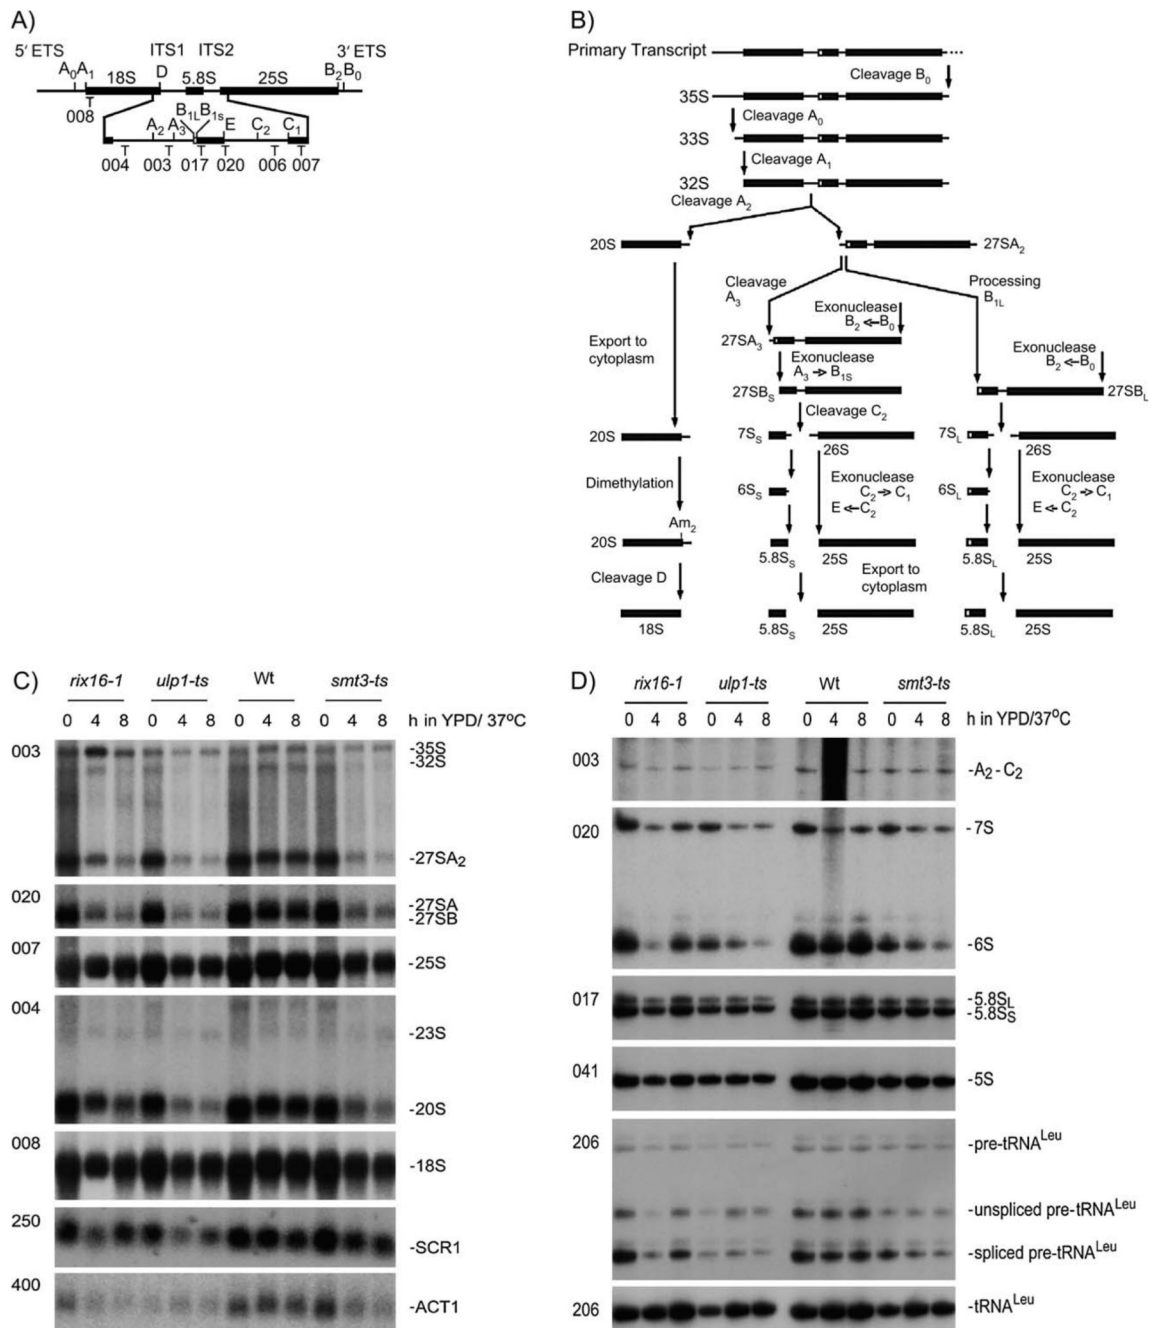 A)
5′ ETS ITS1 ITS2 3′ ETS
A0A1 18S D 5.8S 25S B2B0
008
A2 A3 B1LB1s E C2 C1
004 003 017 020 006 007
B)
Primary Transcript
Cleavage B0
35S
Cleavage A0
33S
Cleavage A1
32S
Cleavage A2
20S
27SA2
Cleavage A3
Processing B1L
Exonuclease
B2 B0
27SA3
Exonuclease
A3 B1S
Exonuclease
B2 B0
Export to
cytoplasm
27SBS
27SBL
Cleavage C2
20S
7SS
26S
7SL
26S
Dimethylation
Exonuclease
C2 C1
E C2
Exonuclease
C2 C1
E C2
6SS
6SL
Am2
20S
5.8SS
25S
5.8SL
25S
Cleavage D
Export to
cytoplasm
18S
5.8SS
25S
5.8SL
25S
C)
rix16-1 ulp1-ts Wt smt3-ts
0 4 8 0 4 8 0 4 8 0 4 8 h in YPD/ 37ºC
003
-35S
-32S
-27SA2
020
-27SA
-27SB
007
-25S
004
-23S
-20S
008
-18S
250
-SCR1
400
-ACT1
D)
rix16-1 ulp1-ts Wt smt3-ts
0 4 8 0 4 8 0 4 8 0 4 8 h in YPD/37ºC
003
-A2-C2
020
-7S
-6S
017
-5.8SL
-5.8SS
041
-5S
206
-pre-tRNALeu
-unspliced pre-tRNALeu
-spliced pre-tRNALeu
206
-tRNALeu